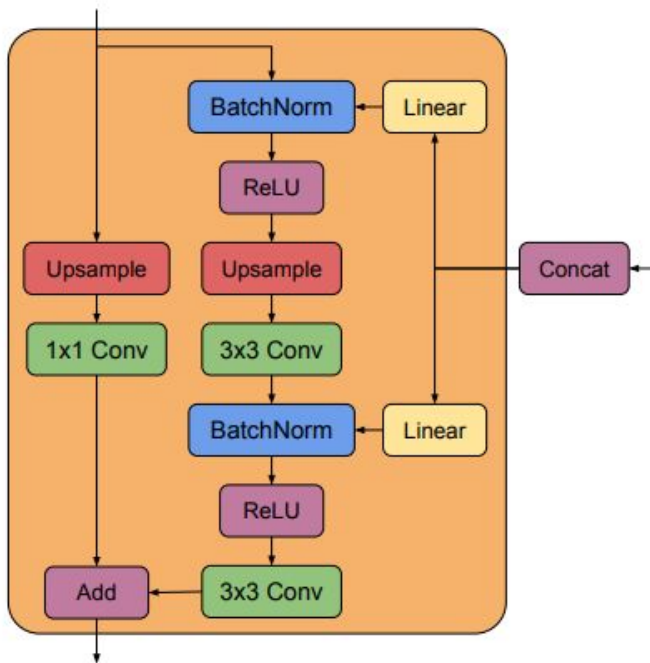 BatchNorm
Linear
ReLU
Upsample
Upsample
Concat
1x1 Conv
3x3 Conv
BatchNorm
Linear
ReLU
Add
3x3 Conv